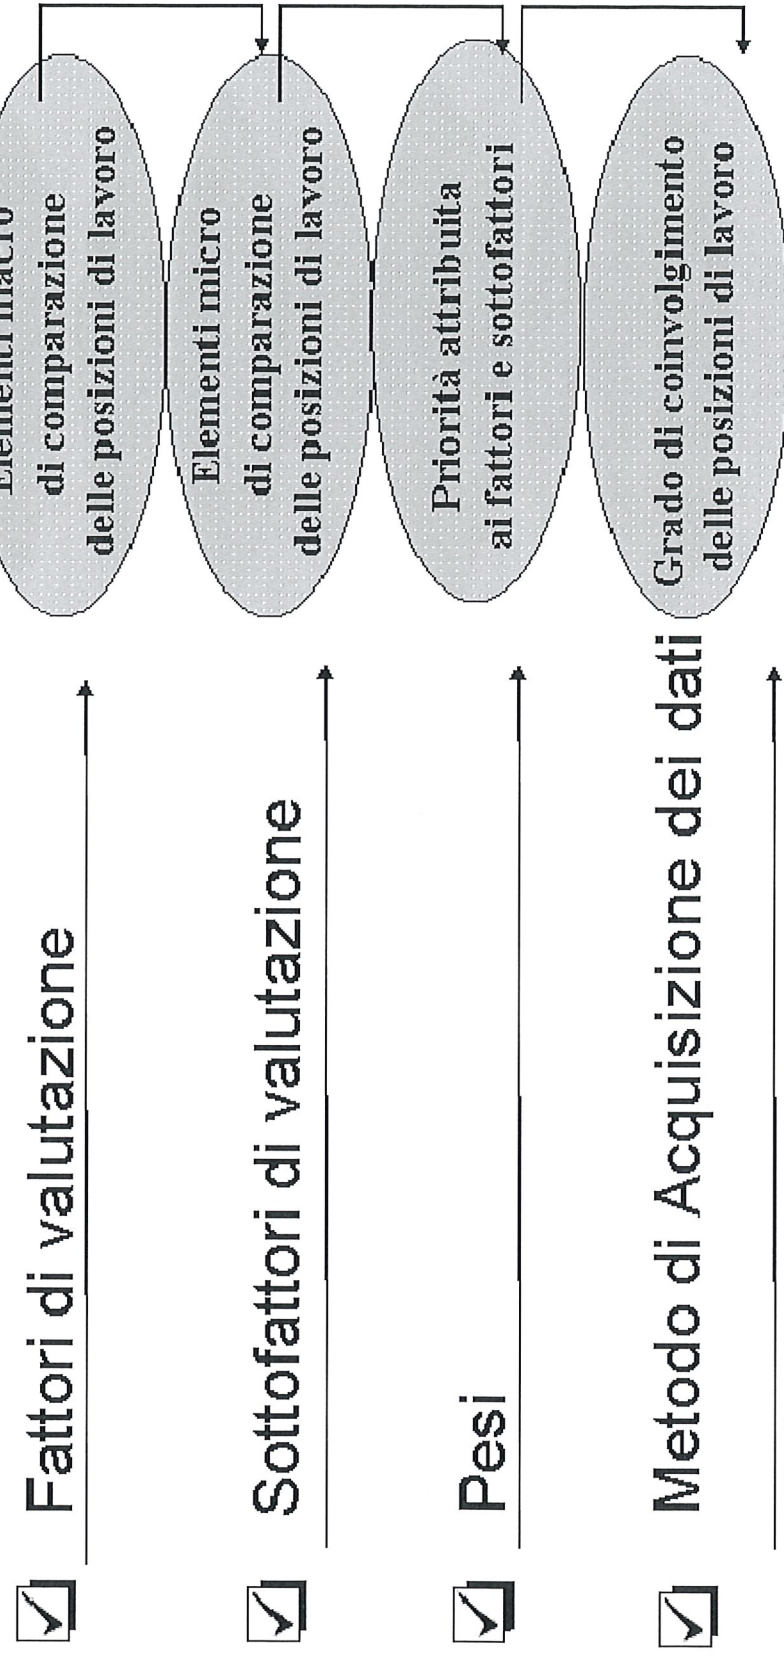 Fattori di valutazione
Elementi macro
di comparazione
delle posizioni di lavoro
Sottofattori di valutazione
Elementi micro
di comparazione
delle posizioni di lavoro
Pesi
Priorità attribuita
ai fattori e sottofattori
Metodo di Acquisizione dei dati
Grado di coinvolgimento
delle posizioni di lavoro